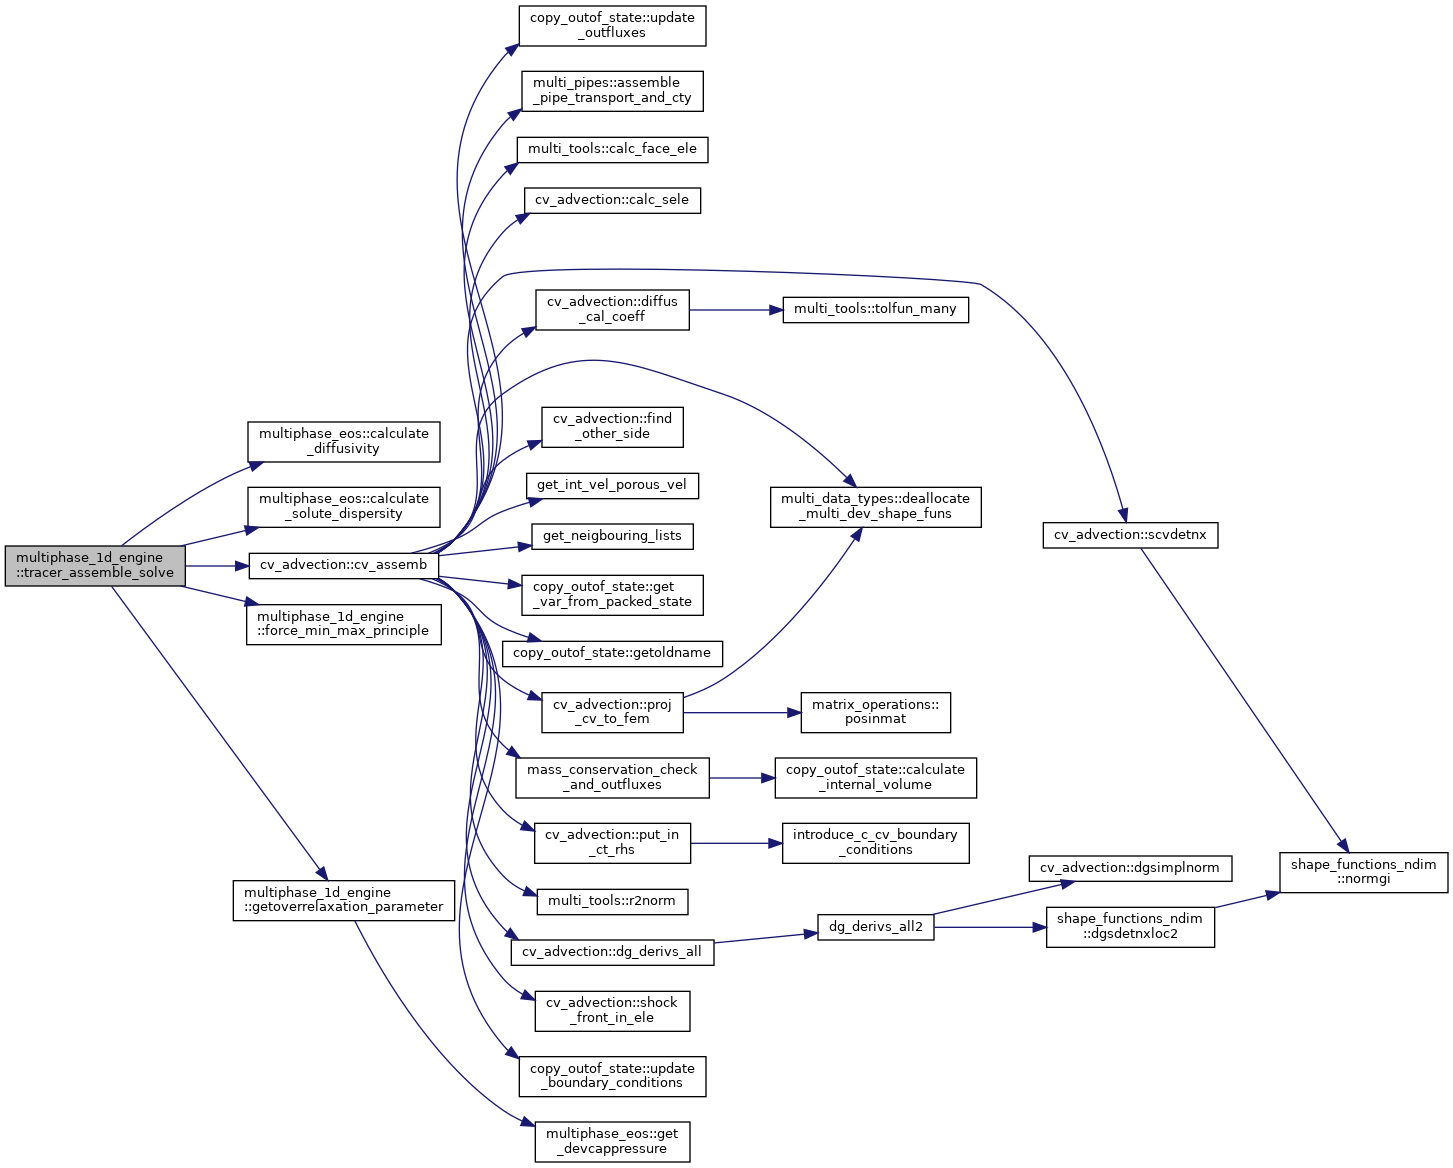 copy_outof_state::update
_outfluxes
multi_pipes::assemble
_pipe_transport_and_cty
multi_tools::calc_face_ele
cv_advection::calc_sele
cv_advection::diffus
_cal_coeff
multi_tools::tolfun_many
cv_advection::find
_other_side
multiphase_eos::calculate
_diffusivity
get_int_vel_porous_vel
multi_data_types::deallocate
_multi_dev_shape_funs
multiphase_eos::calculate
_solute_dispersity
get_neigbouring_lists
cv_advection::scvdetnx
multiphase_1d_engine
::tracer_assemble_solve
cv_advection::cv_assemb
copy_outof_state::get
_var_from_packed_state
multiphase_1d_engine
::force_min_max_principle
copy_outof_state::getoldname
cv_advection::proj
_cv_to_fem
matrix_operations::
posinmat
mass_conservation_check
_and_outfluxes
copy_outof_state::calculate
_internal_volume
cv_advection::put_in
_ct_rhs
introduce_c_cv_boundary
_conditions
cv_advection::dgsimplnorm
shape_functions_ndim
::normgi
multiphase_1d_engine
::getoverrelaxation_parameter
multi_tools::r2norm
dg_derivs_all2
shape_functions_ndim
::dgsdetnxloc2
cv_advection::dg_derivs_all
cv_advection::shock
_front_in_ele
copy_outof_state::update
_boundary_conditions
multiphase_eos::get
_devcappressure